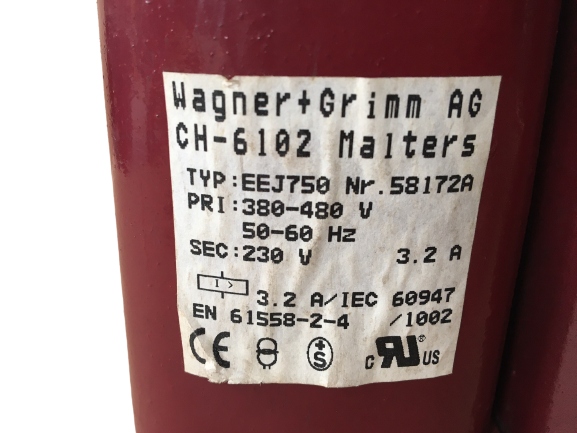 Wagner+Grimm AG
CH-6102 Malters
TYP:EEJ750 Nr.58172A
PRI:380-480 V
50-60 Hz
SEC:230 V 3.2 A
I> 3.2 A/IEC 60947
EN 61558-2-4 /1002
CE +S c RU® US